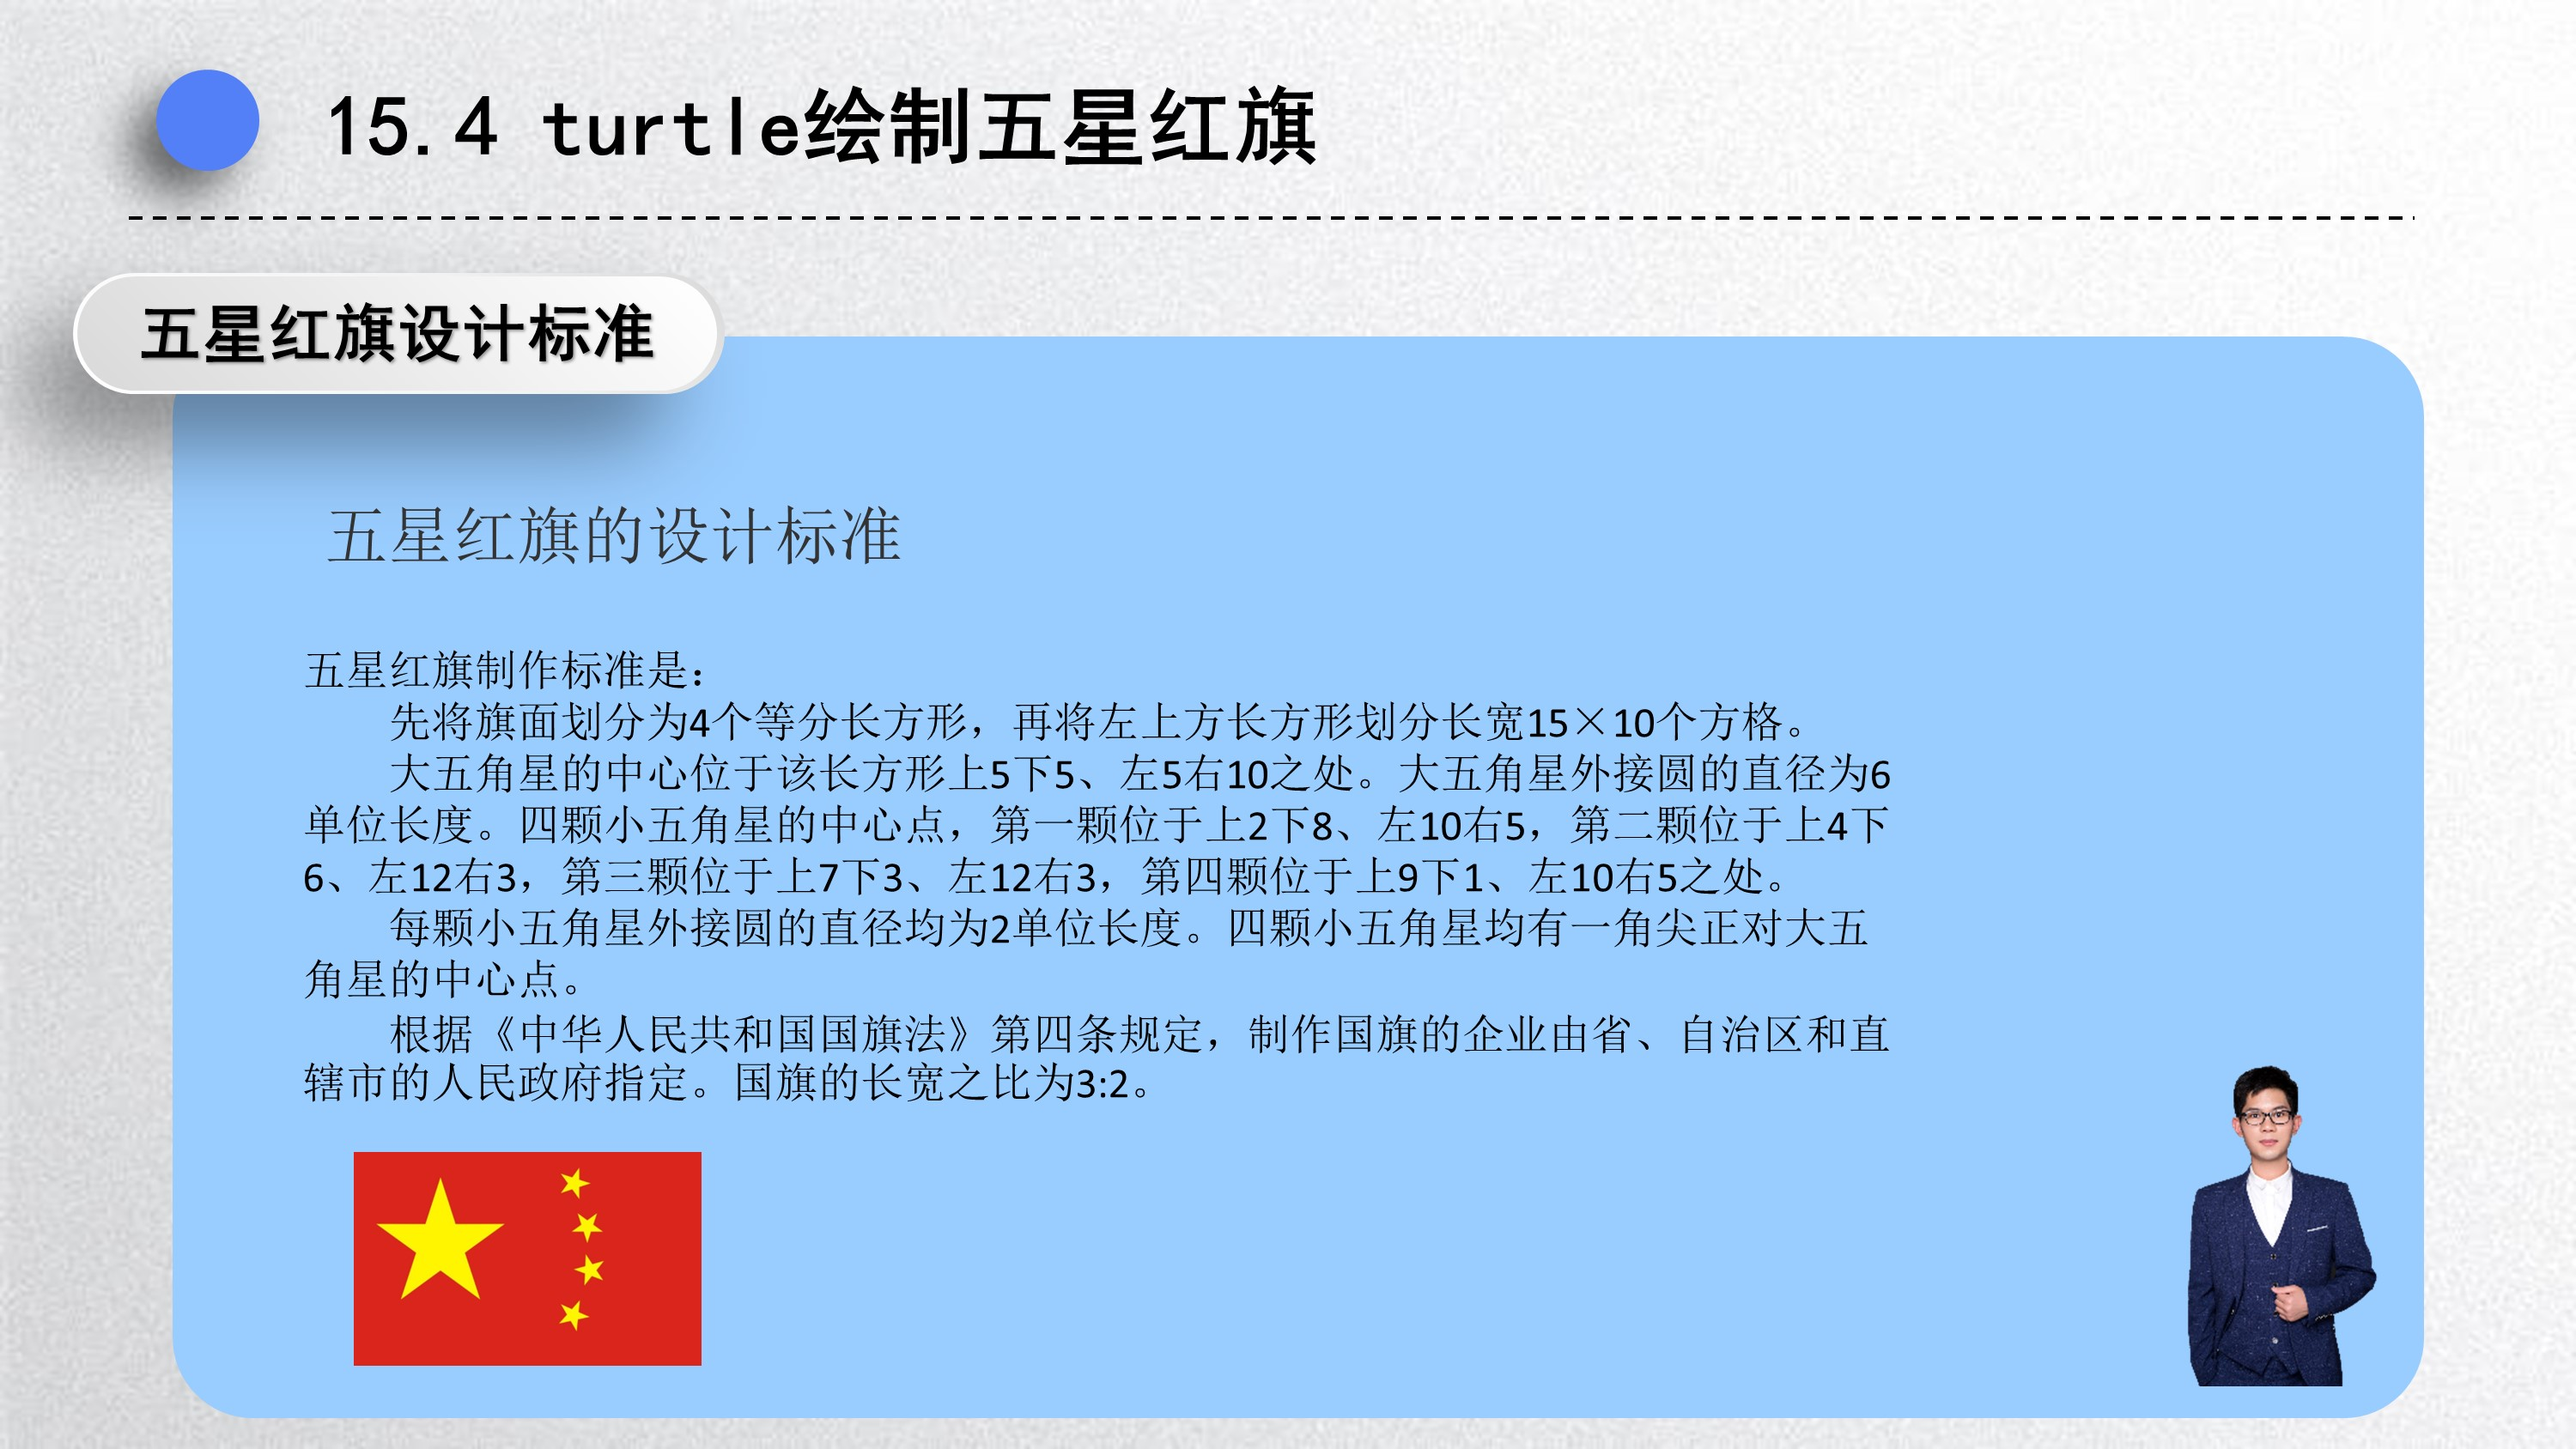 15.4 turtle绘制五星红旗
五星红旗设计标准
五星红旗的设计标准
五星红旗制作标准是：
先将旗面划分为4个等分长方形，再将左上方长方形划分长宽15×10个方格。
大五角星的中心位于该长方形上5下5、左5右10之处。大五角星外接圆的直径为6
单位长度。四颗小五角星的中心点，第一颗位于上2下8、左10右5，第二颗位于上4下
6、左12右3，第三颗位于上7下3、左12右3，第四颗位于上9下1、左10右5之处。
每颗小五角星外接圆的直径均为2单位长度。四颗小五角星均有一角尖正对大五
角星的中心点。
根据《中华人民共和国国旗法》第四条规定，制作国旗的企业由省、自治区和直
辖市的人民政府指定。国旗的长宽之比为3:2。